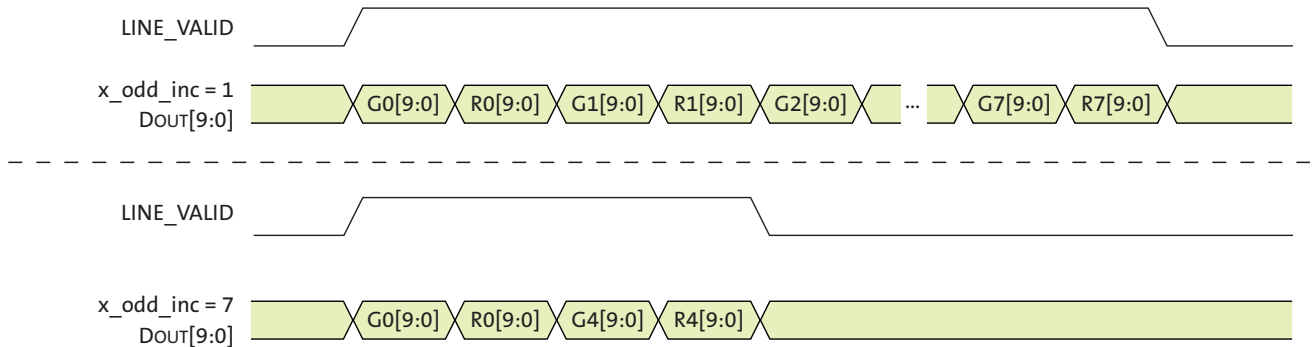 LINE_VALID
x_odd_inc = 1
DOUT[9:0]
G0[9:0] R0[9:0] G1[9:0] R1[9:0] G2[9:0] ... G7[9:0] R7[9:0]
LINE_VALID
x_odd_inc = 7
DOUT[9:0]
G0[9:0] R0[9:0] G4[9:0] R4[9:0]